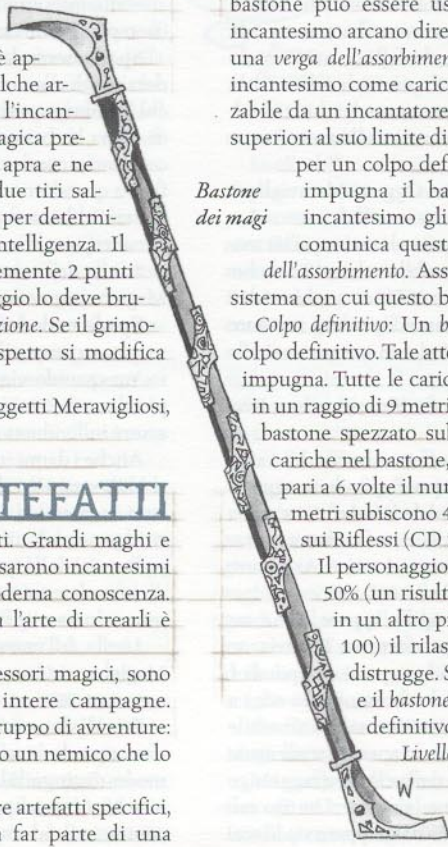 è ap-
lche ar-
l'incan-
agica pre-
apra e ne
due tiri sal-
per determi-
ntelligenza. Il
emente 2 punti
ggio lo deve bru-
zione. Se il grimo-
spetto si modifica
ggetti Meravigliosi,
TEFATTI
ti. Grandi maghi e
sarono incantesimi
derna conoscenza.
a l'arte di crearli è
essori magici, sono
intere campagne.
ruppo di avventure:
o un nemico che lo
re artefatti specifici,
a far parte di una
Bastone
dei magi
bastone può essere us
incantesimo arcano dire
una verga dell'assorbimen
incantesimo come caric
zabile da un incantatore
superiori al suo limite di
per un colpo def
impugna il ba
incantesimo gli
comunica quest
dell'assorbimento. Ass
sistema con cui questo b
Colpo definitivo: Un b
colpo definitivo. Tale atto
impugna. Tutte le caric
in un raggio di 9 metri
bastone spezzato sul
cariche nel bastone,
pari a 6 volte il num
metri subiscono 4
sui Riflessi (CD
Il personaggio
50% (un risult
in un altro p
100) il rilas
distrugge. S
e il bastone
definitivo
Livello
W